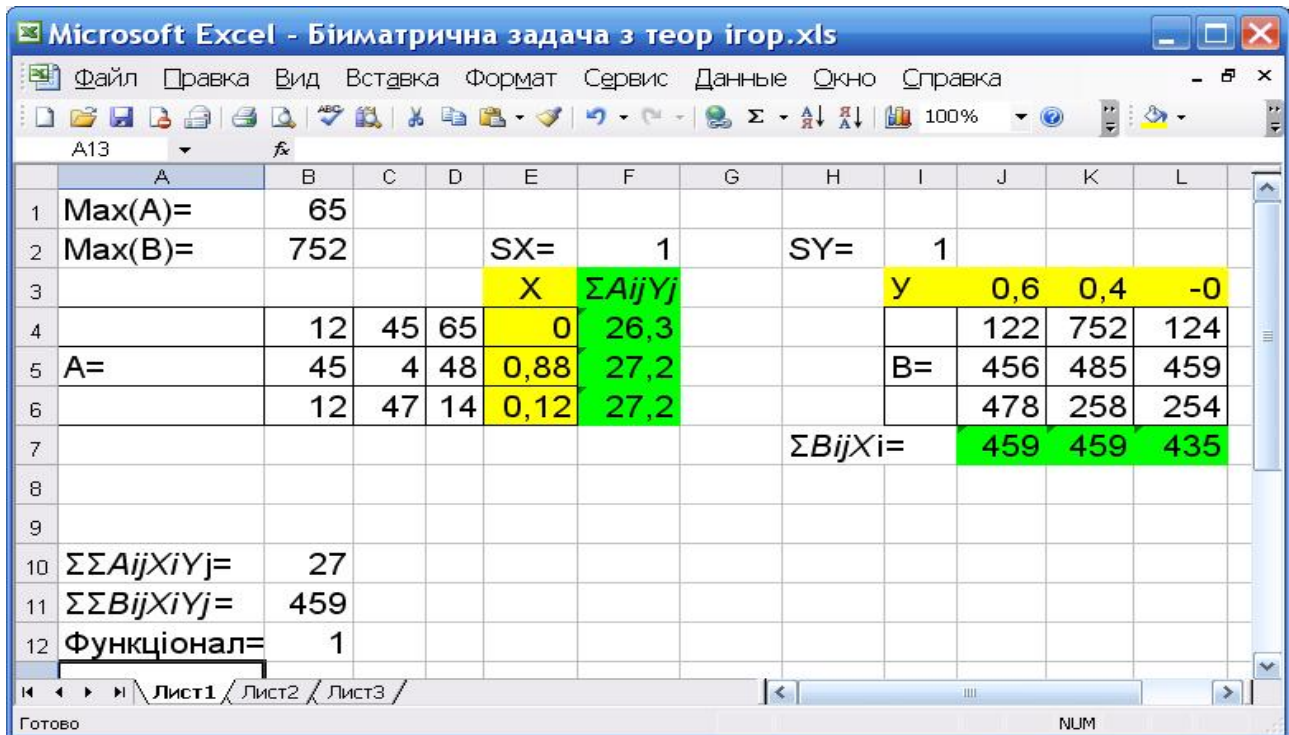 Microsoft Excel - Біиматрична задача з теор ігор.xls
Файл Правка Вид Вставка Формат Сервис Данные Окно Справка
100%
A13 fx
A B C D E F G H I J K L
1 Max(A)= 65
2 Max(B)= 752 SX= 1 SY= 1
3 X ΣAijYj У 0,6 0,4 -0
4 12 45 65 0 26,3 122 752 124
5 A= 45 4 48 0,88 27,2 B= 456 485 459
6 12 47 14 0,12 27,2 478 258 254
7 ΣBijXi= 459 459 435
8
9
10 ΣΣAijXiYj= 27
11 ΣΣBijXiYj= 459
12 Функціонал= 1
Лист1 Лист2 Лист3
Готово NUM